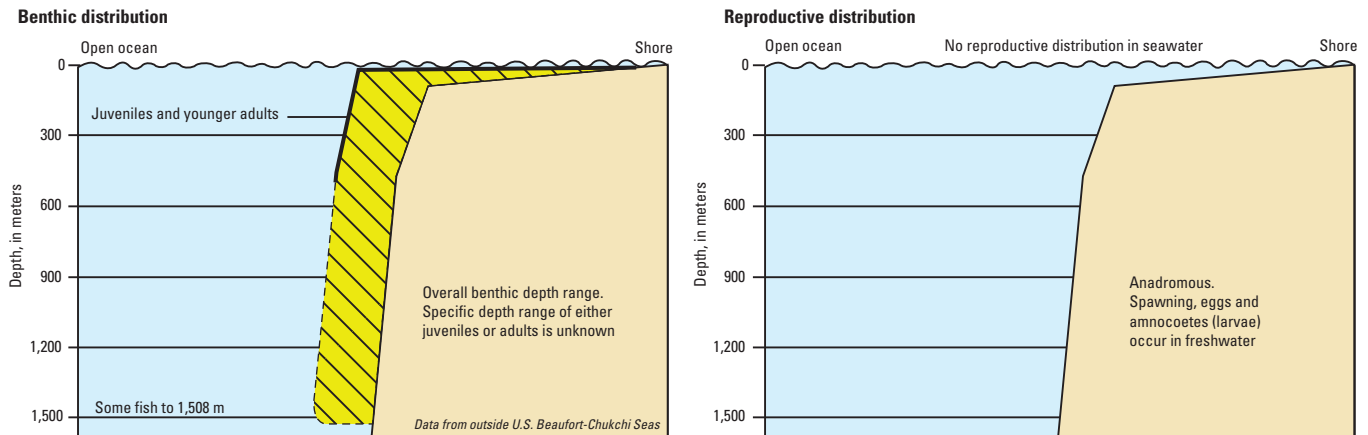 Benthic distribution
Open ocean
Shore
0
300
600
900
1,200
1,500
Depth, in meters
Juveniles and younger adults
Overall benthic depth range.
Specific depth range of either
juveniles or adults is unknown
Some fish to 1,508 m
Data from outside U.S. Beaufort-Chukchi Seas
Reproductive distribution
Open ocean
No reproductive distribution in seawater
Shore
0
300
600
900
1,200
1,500
Depth, in meters
Anadromous.
Spawning, eggs and
amnocoetes (larvae)
occur in freshwater